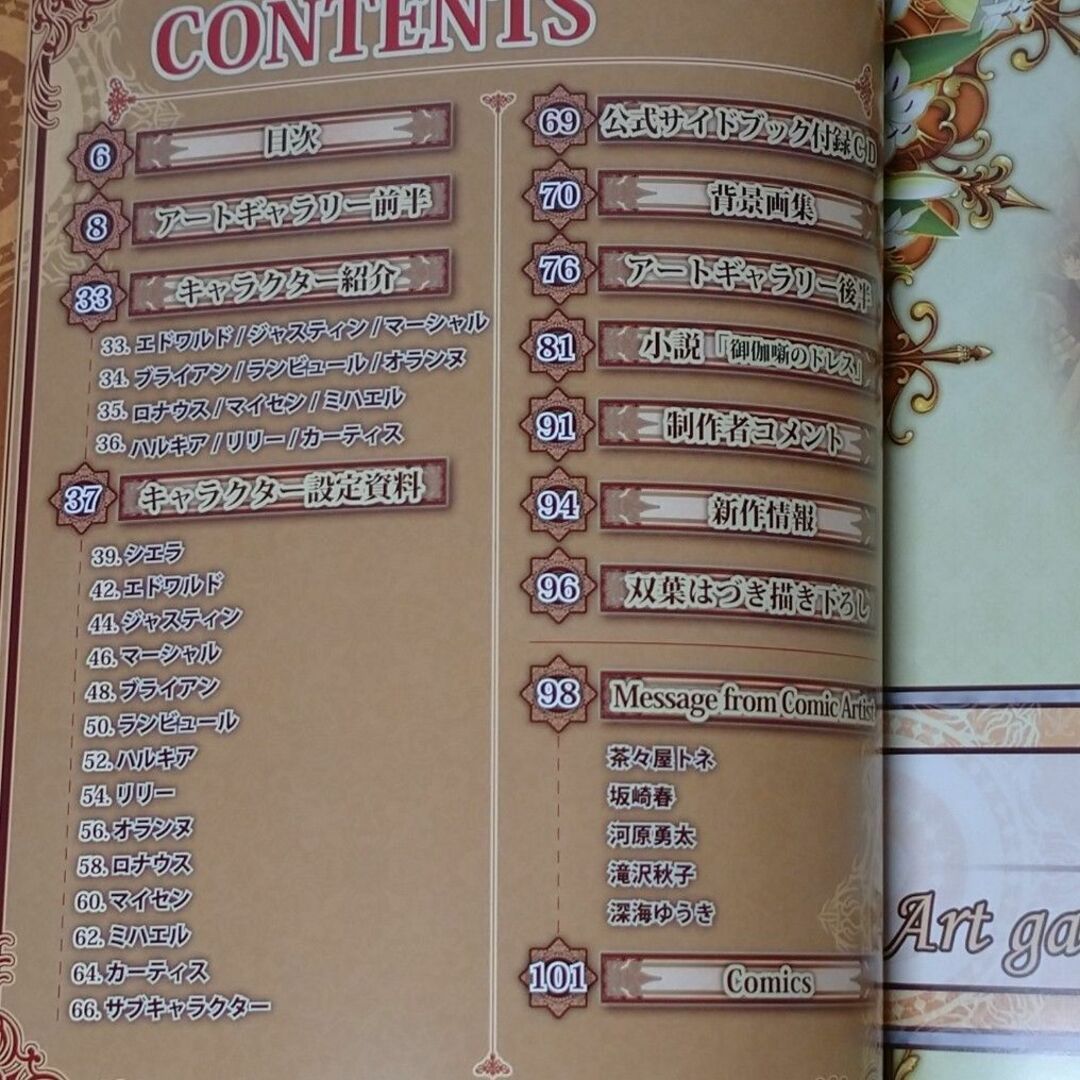 CONTENTS
6 目次
8 アートギャラリー前半
33 キャラクター紹介
33. エドワルド / ジャスティン / マーシャル
34. ブライアン / ランビュール / オランヌ
35. ロナウス / マイセン / ミハエル
36. ハルキア / リリー / カーティス
37 キャラクター設定資料
39. シエラ
42. エドワルド
44. ジャスティン
46. マーシャル
48. ブライアン
50. ランビュール
52. ハルキア
54. リリー
56. オランヌ
58. ロナウス
60. マイセン
62. ミハエル
64. カーティス
66. サブキャラクター
69 公式サイドブック付録CD
70 背景画集
76 アートギャラリー後半
81 小説「御伽噺のドレス」
91 制作者コメント
94 新作情報
96 双葉はづき描き下ろし
98 Message from Comic Artist
茶々屋トネ
坂崎春
河原勇太
滝沢秋子
深海ゆうき
101 Comics
Art ga